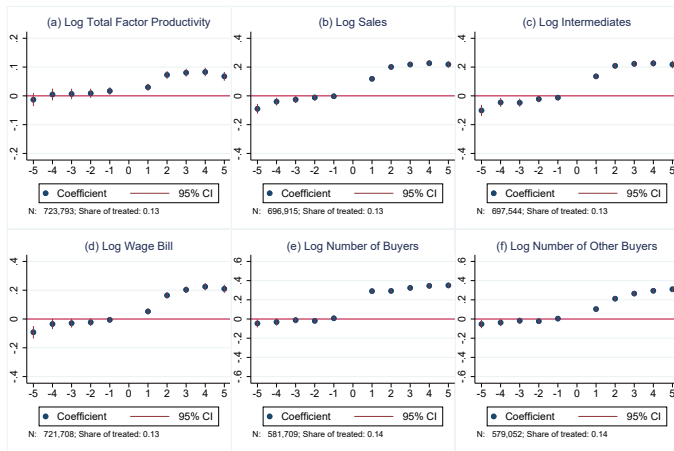 (a) Log Total Factor Productivity
.2
.1
0
-.1
-.2
-5 -4 -3 -2 -1 1 2 3 4 5
Coefficient 95% CI
N: 723,793; Share of treated: 0.13
(b) Log Sales
.4
.2
0
-.2
-.4
-5 -4 -3 -2 -1 1 2 3 4 5
Coefficient 95% CI
N: 696,915; Share of treated: 0.13
(c) Log Intermediates
.4
.2
0
-.2
-.4
-5 -4 -3 -2 -1 1 2 3 4 5
Coefficient 95% CI
N: 697,544; Share of treated: 0.13
(d) Log Wage Bill
.4
.2
0
-.2
-.4
-5 -4 -3 -2 -1 1 2 3 4 5
Coefficient 95% CI
N: 721,708; Share of treated: 0.13
(e) Log Number of Buyers
.6
.4
.2
0
-.2
-.4
-.6
-5 -4 -3 -2 -1 1 2 3 4 5
Coefficient 95% CI
N: 581,709; Share of treated: 0.14
(f) Log Number of Other Buyers
.6
.4
.2
0
-.2
-.4
-.6
-5 -4 -3 -2 -1 1 2 3 4 5
Coefficient 95% CI
N: 579,052; Share of treated: 0.14